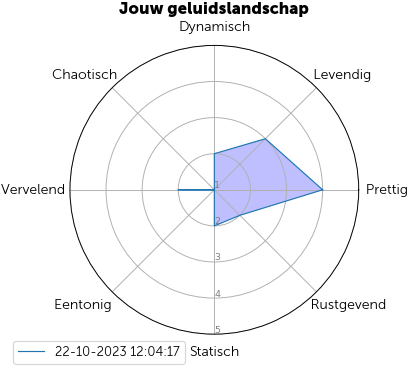 Jouw geluidslandschap
Dynamisch
Chaotisch
Levendig
Vervelend
1
Prettig
2
3
4
Eentonig
Rustgevend
5
22-10-2023 12:04:17
Statisch